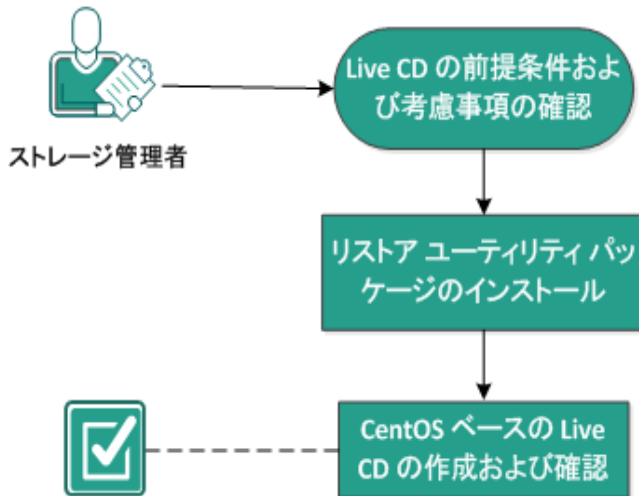 Live CD の前提条件およ
び考慮事項の確認
ストレージ管理者
リストア ユーティリティ パッ
ケージのインストール
CentOS ベースの Live
CD の作成および確認